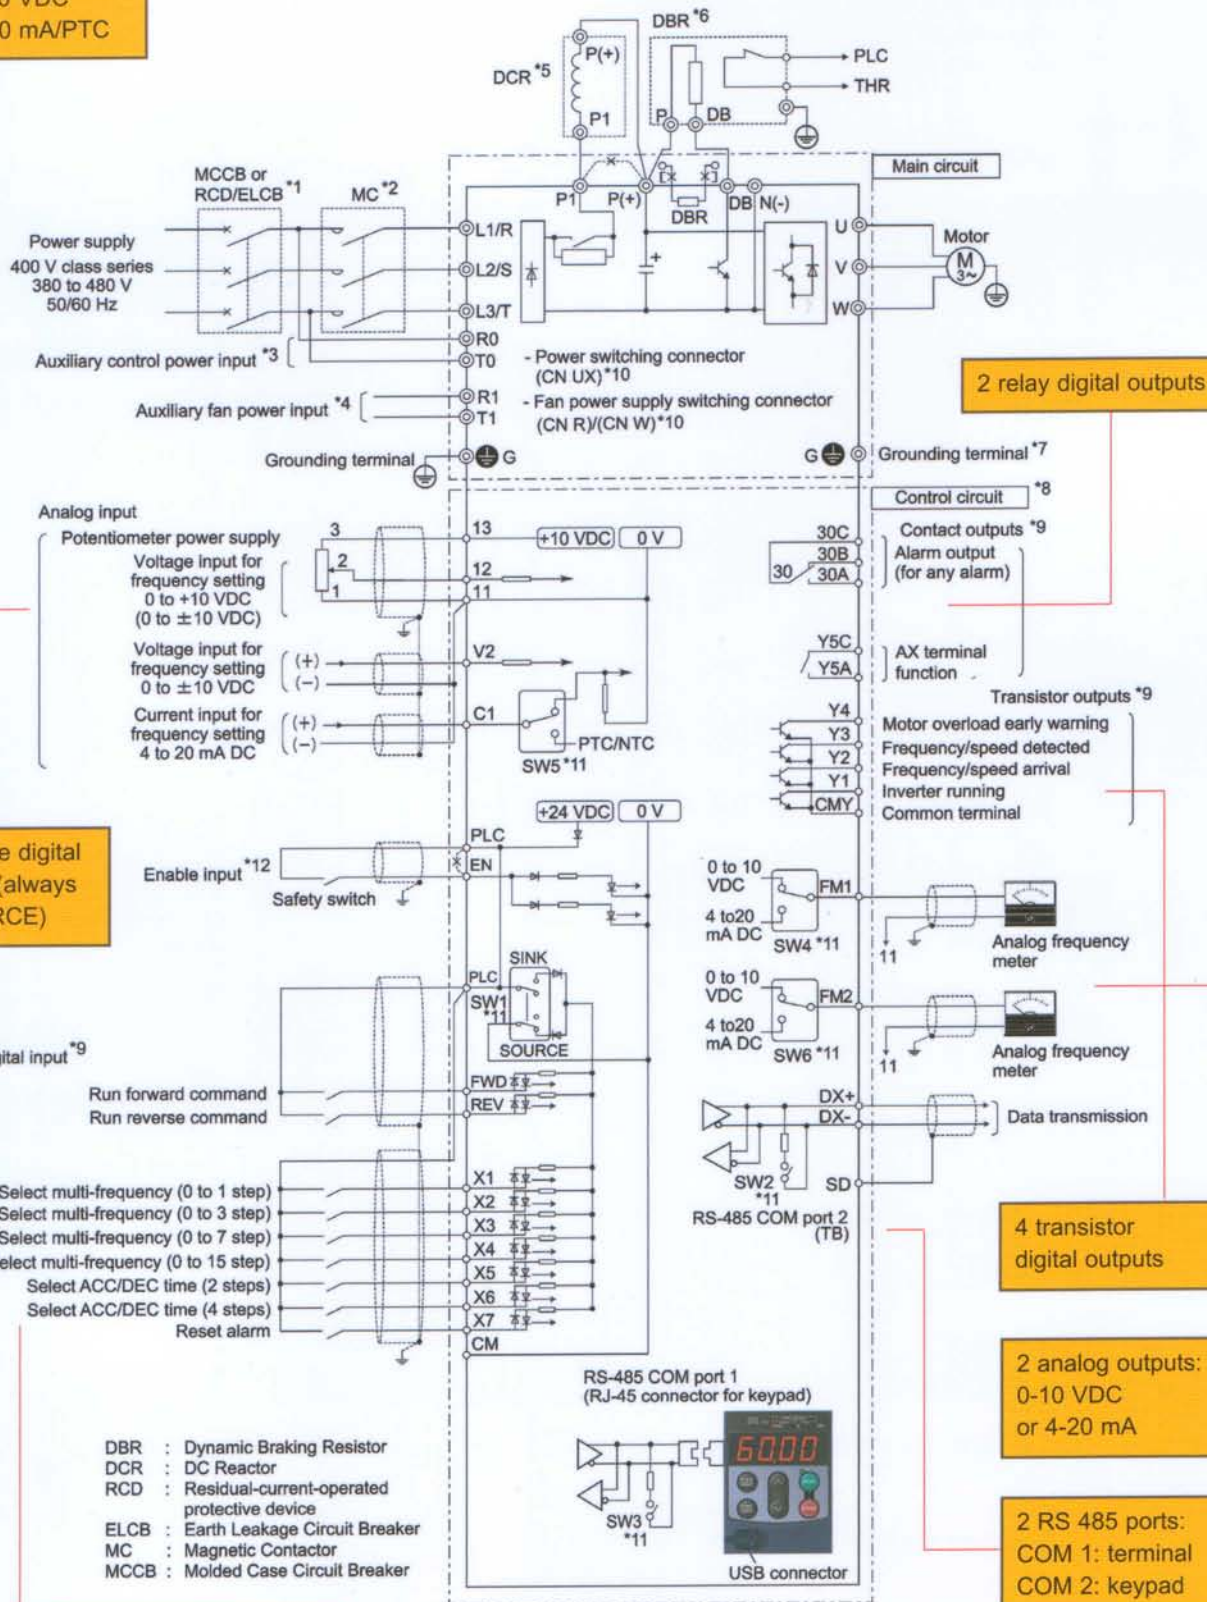 0 VDC
0 mA/PTC
DBR *6
P(+)
PLC
DCR *5
THR
P1
P
DB
MCCB or
RCD/ELCB *1
MC *2
Main circuit
P1
P(+)
DBR
DB
N(-)
Power supply
400 V class series
380 to 480 V
50/60 Hz
L1/R
L2/S
L3/T
U
V
W
Motor
M
3~
+
R0
T0
Auxiliary control power input *3
- Power switching connector
(CN UX)*10
Auxiliary fan power input *4
R1
T1
- Fan power supply switching connector
(CN R)/(CN W)*10
2 relay digital outputs
Grounding terminal
G
G
Grounding terminal *7
Control circuit *8
Analog input
Potentiometer power supply
3
13
+10 VDC
0 V
Voltage input for
frequency setting
0 to +10 VDC
(0 to ±10 VDC)
2
12
1
11
30C
30B
30
30A
Contact outputs *9
Alarm output
(for any alarm)
Voltage input for
frequency setting
0 to ±10 VDC
(+)
(−)
V2
Y5C
Y5A
AX terminal
function
Current input for
frequency setting
4 to 20 mA DC
(+)
(−)
C1
PTC/NTC
SW5*11
Transistor outputs *9
Y4
Motor overload early warning
Y3
Frequency/speed detected
Y2
Frequency/speed arrival
Y1
Inverter running
CMY
Common terminal
+24 VDC
0 V
e digital
(always
RCE)
Enable input *12
Safety switch
PLC
EN
0 to 10
VDC
4 to20
mA DC
FM1
SW4 *11
11
Analog frequency
meter
SINK
PLC
SW1
*11
SOURCE
0 to 10
VDC
4 to20
mA DC
FM2
SW6 *11
11
Analog frequency
meter
gital input *9
Run forward command
FWD
Run reverse command
REV
DX+
DX-
Data transmission
SW2
*11
SD
RS-485 COM port 2
(TB)
Select multi-frequency (0 to 1 step)
X1
Select multi-frequency (0 to 3 step)
X2
Select multi-frequency (0 to 7 step)
X3
elect multi-frequency (0 to 15 step)
X4
Select ACC/DEC time (2 steps)
X5
Select ACC/DEC time (4 steps)
X6
Reset alarm
X7
CM
4 transistor
digital outputs
2 analog outputs:
0-10 VDC
or 4-20 mA
RS-485 COM port 1
(RJ-45 connector for keypad)
60.00
SW3
*11
USB connector
DBR : Dynamic Braking Resistor
DCR : DC Reactor
RCD : Residual-current-operated
protective device
ELCB : Earth Leakage Circuit Breaker
MC : Magnetic Contactor
MCCB : Molded Case Circuit Breaker
2 RS 485 ports:
COM 1: terminal
COM 2: keypad